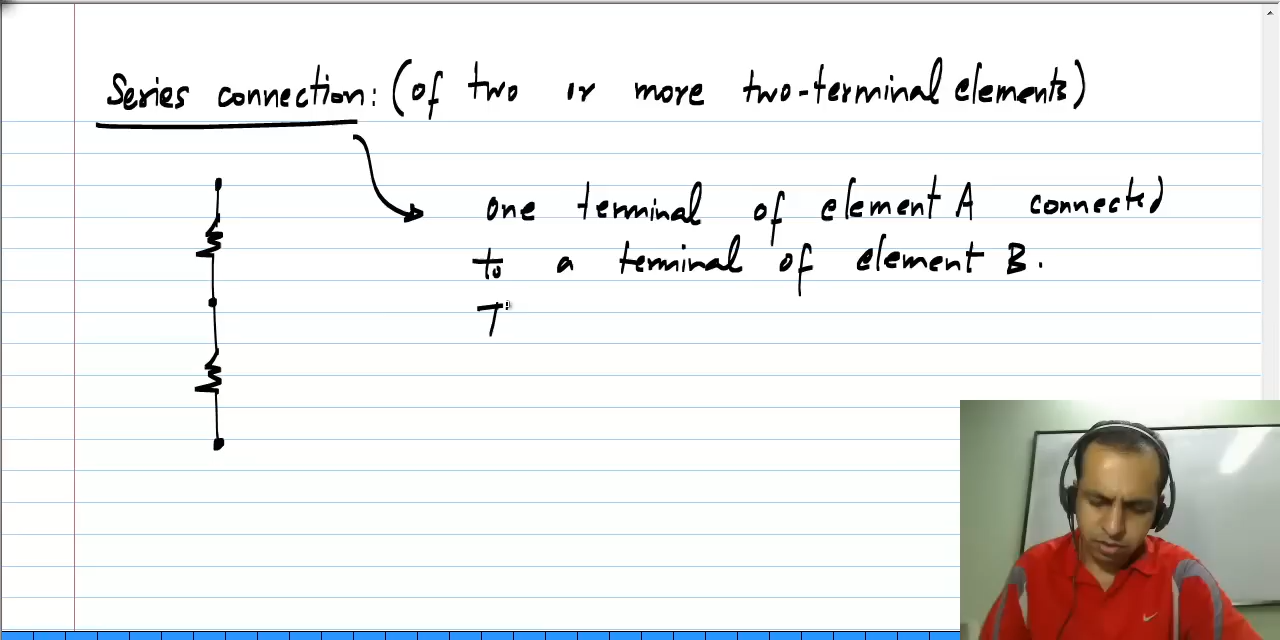 Series connection: (of two or more two-terminal elements)
one terminal of element A connected
to a terminal of element B.
T